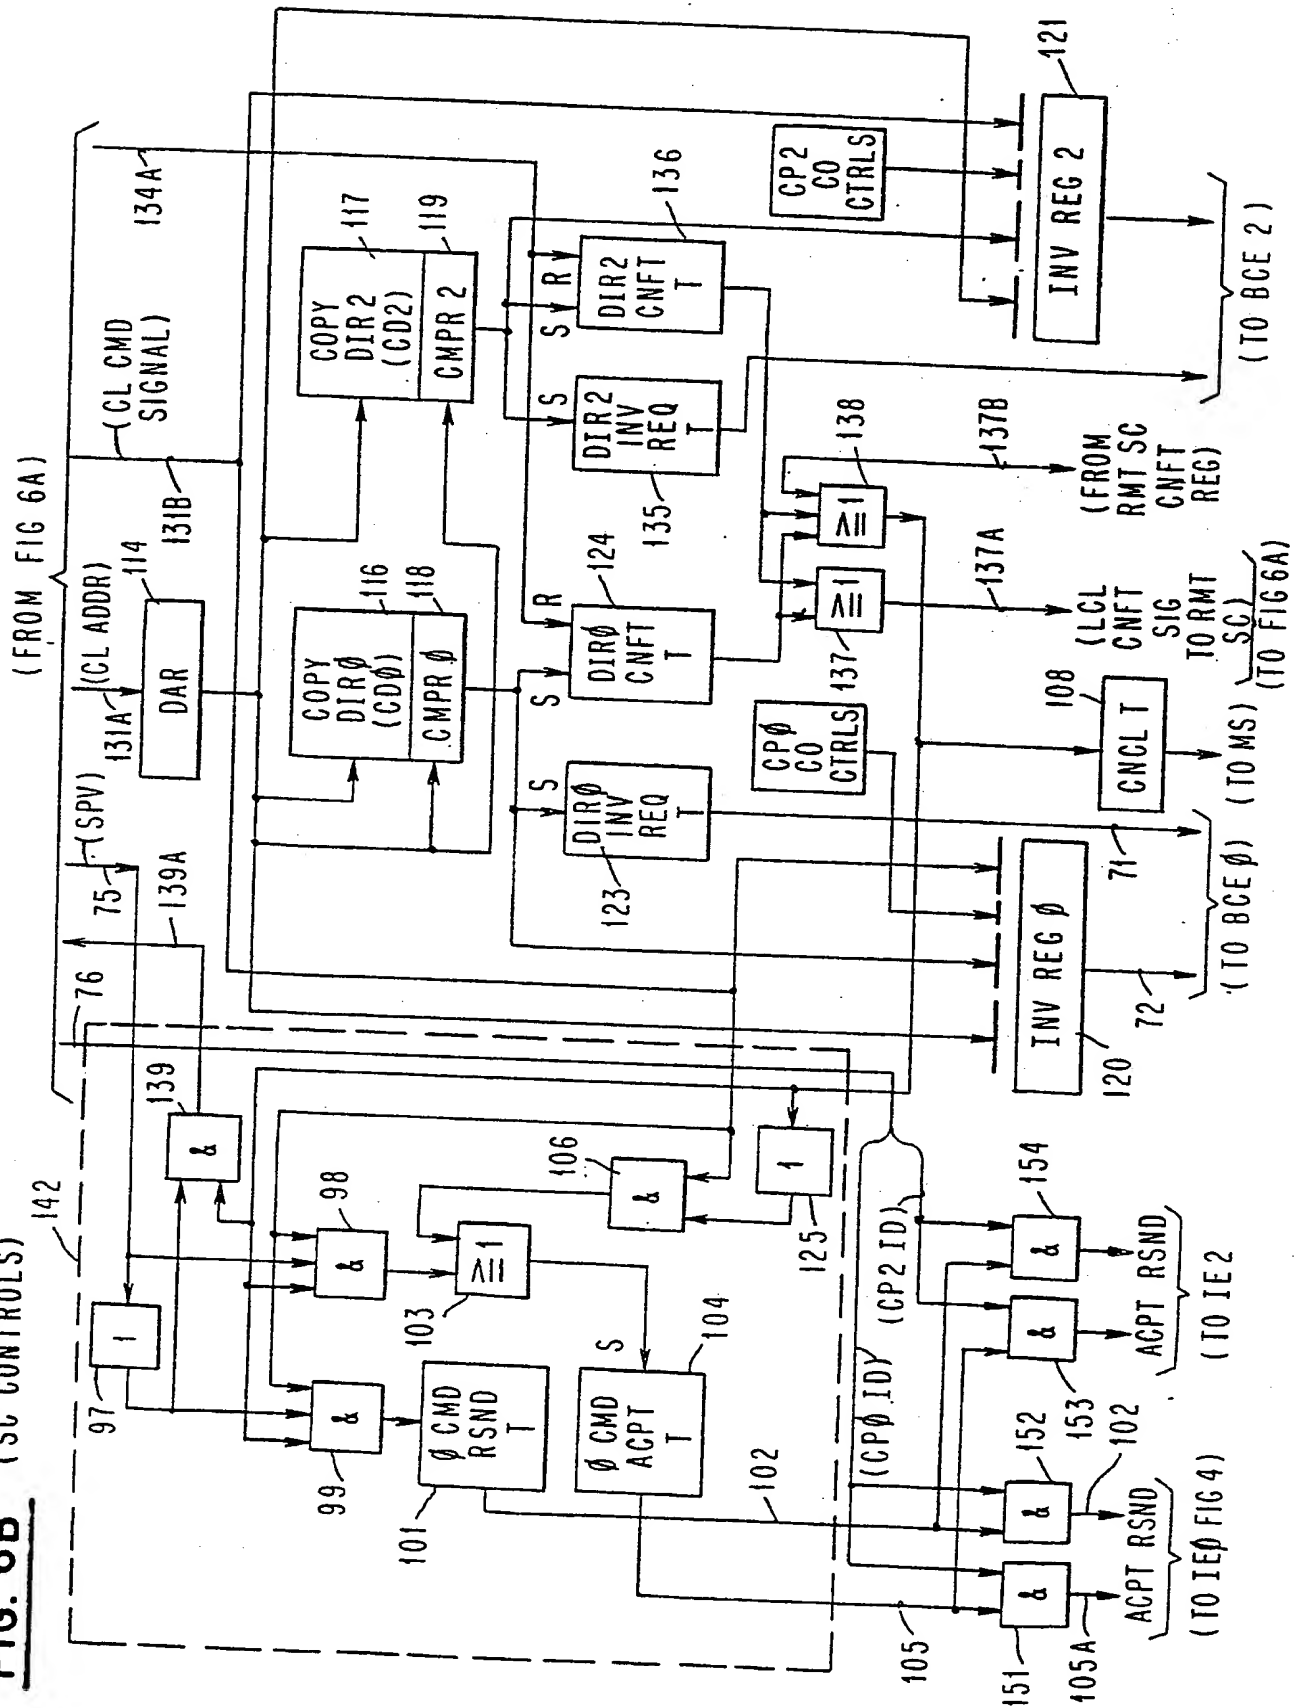 FIG. 6B (SC CONTROLS)
(FROM FIG 6A)
142
139
76
139A
75
(SPV)
131A
(CL ADDR)
114
DAR
131B
(CL CMD
SIGNAL)
134A
97
1
&
99
&
98
&
101
Ø CMD
RSND
T
103
≥1
106
&
125
1
104
S
Ø CMD
ACPT
T
102
105
COPY
DIRØ
(CDØ)
116
CMPR Ø
118
COPY
DIR2
(CD2)
117
CMPR 2
119
S
DIRØ
INV
REQ
T
123
S
R
DIRØ
CNFT
T
124
S
DIR2
INV
REQ
T
135
S
R
DIR2
CNFT
T
136
≥1
137
≥1
138
CPØ
CO
CTRLS
CP2
CO
CTRLS
(CPØ ID)
(CP2 ID)
151
&
152
&
153
&
154
&
105A
102
ACPT RSND
(TO IEØ FIG 4)
ACPT RSND
(TO IE 2
INV REG Ø
120
72
71
(TO BCE Ø)
CNCL T
108
(TO MS)
137A
(LCL
CNFT
SIG
TO RMT
SC)
(TO FIG 6A)
137B
(FROM
RMT SC
CNFT
REG)
INV REG 2
121
(TO BCE 2)